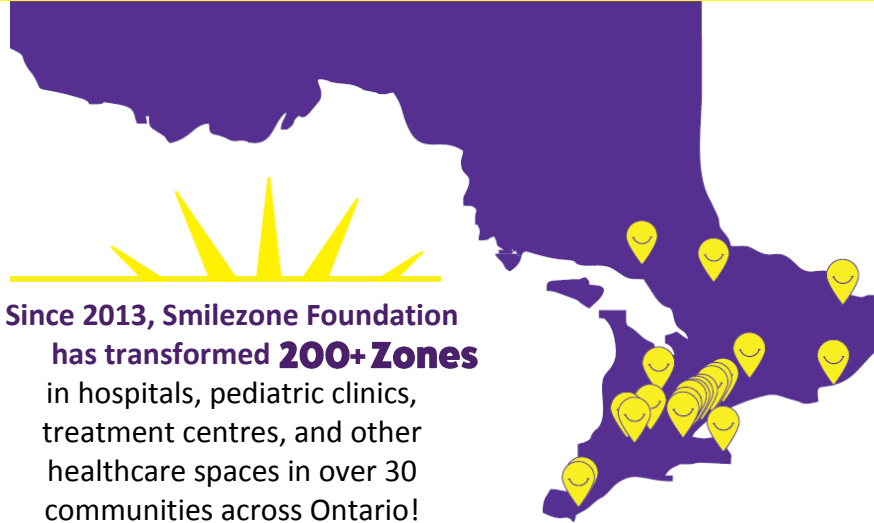 Since 2013, Smilezone Foundation
has transformed 200+ Zones
in hospitals, pediatric clinics,
treatment centres, and other
healthcare spaces in over 30
communities across Ontario!